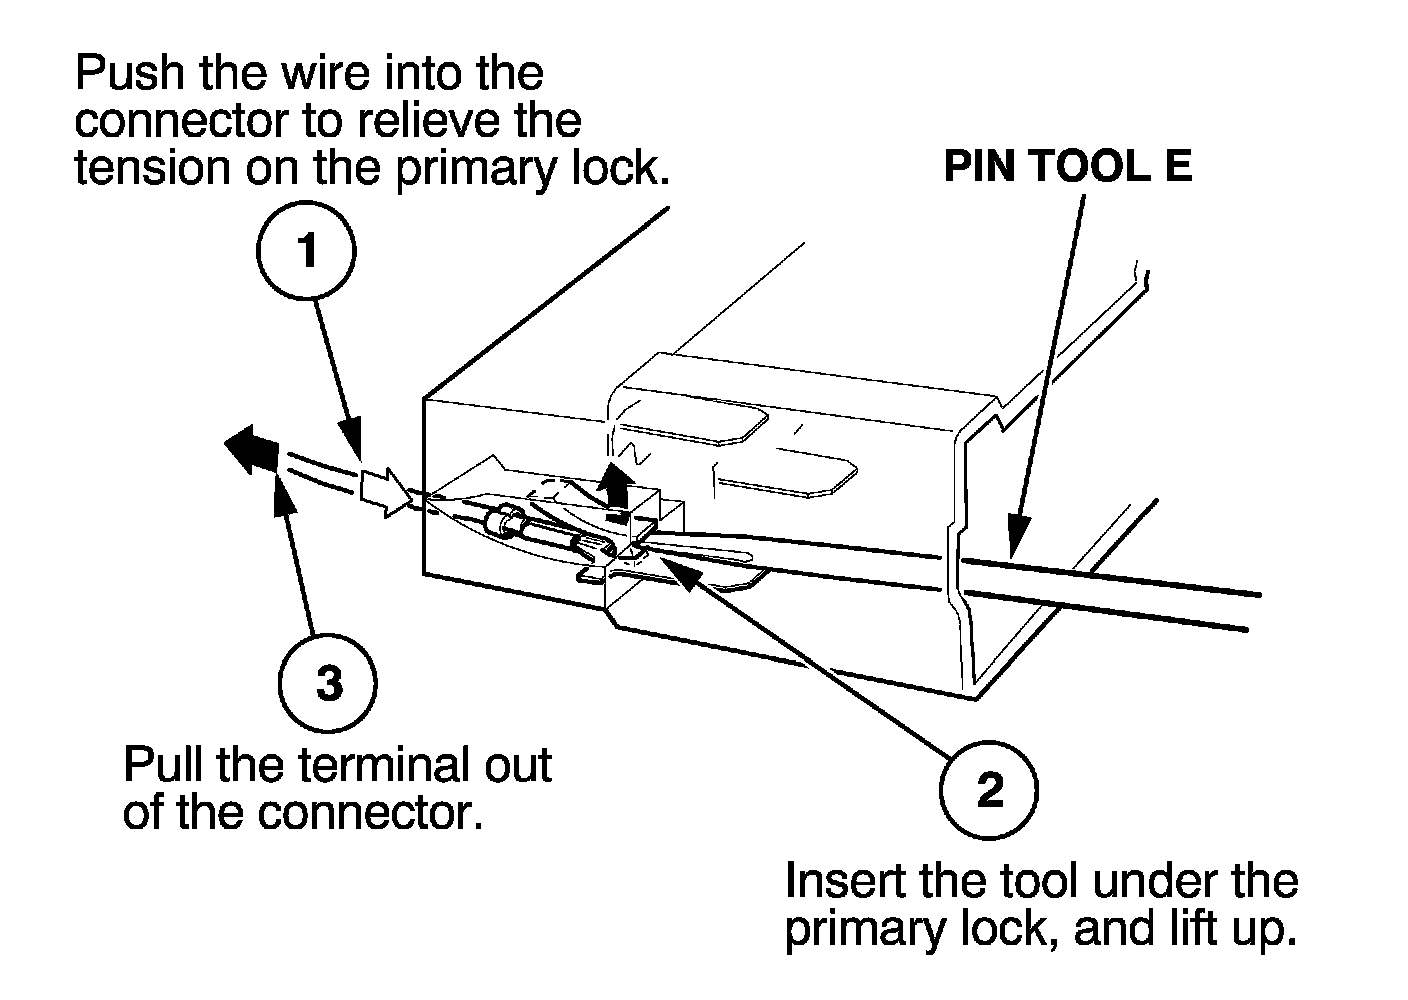 Push the wire into the
connector to relieve the
tension on the primary lock.
PIN TOOL E
1
3
Pull the terminal out
of the connector.
2
Insert the tool under the
primary lock, and lift up.